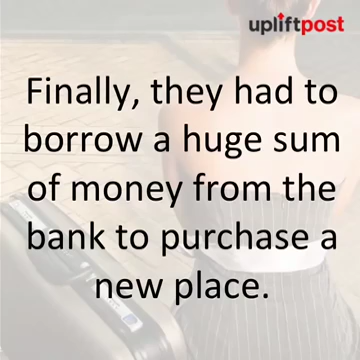 upliftpost
Finally, they had to
borrow a huge sum
of money from the
bank to purchase a
new place.